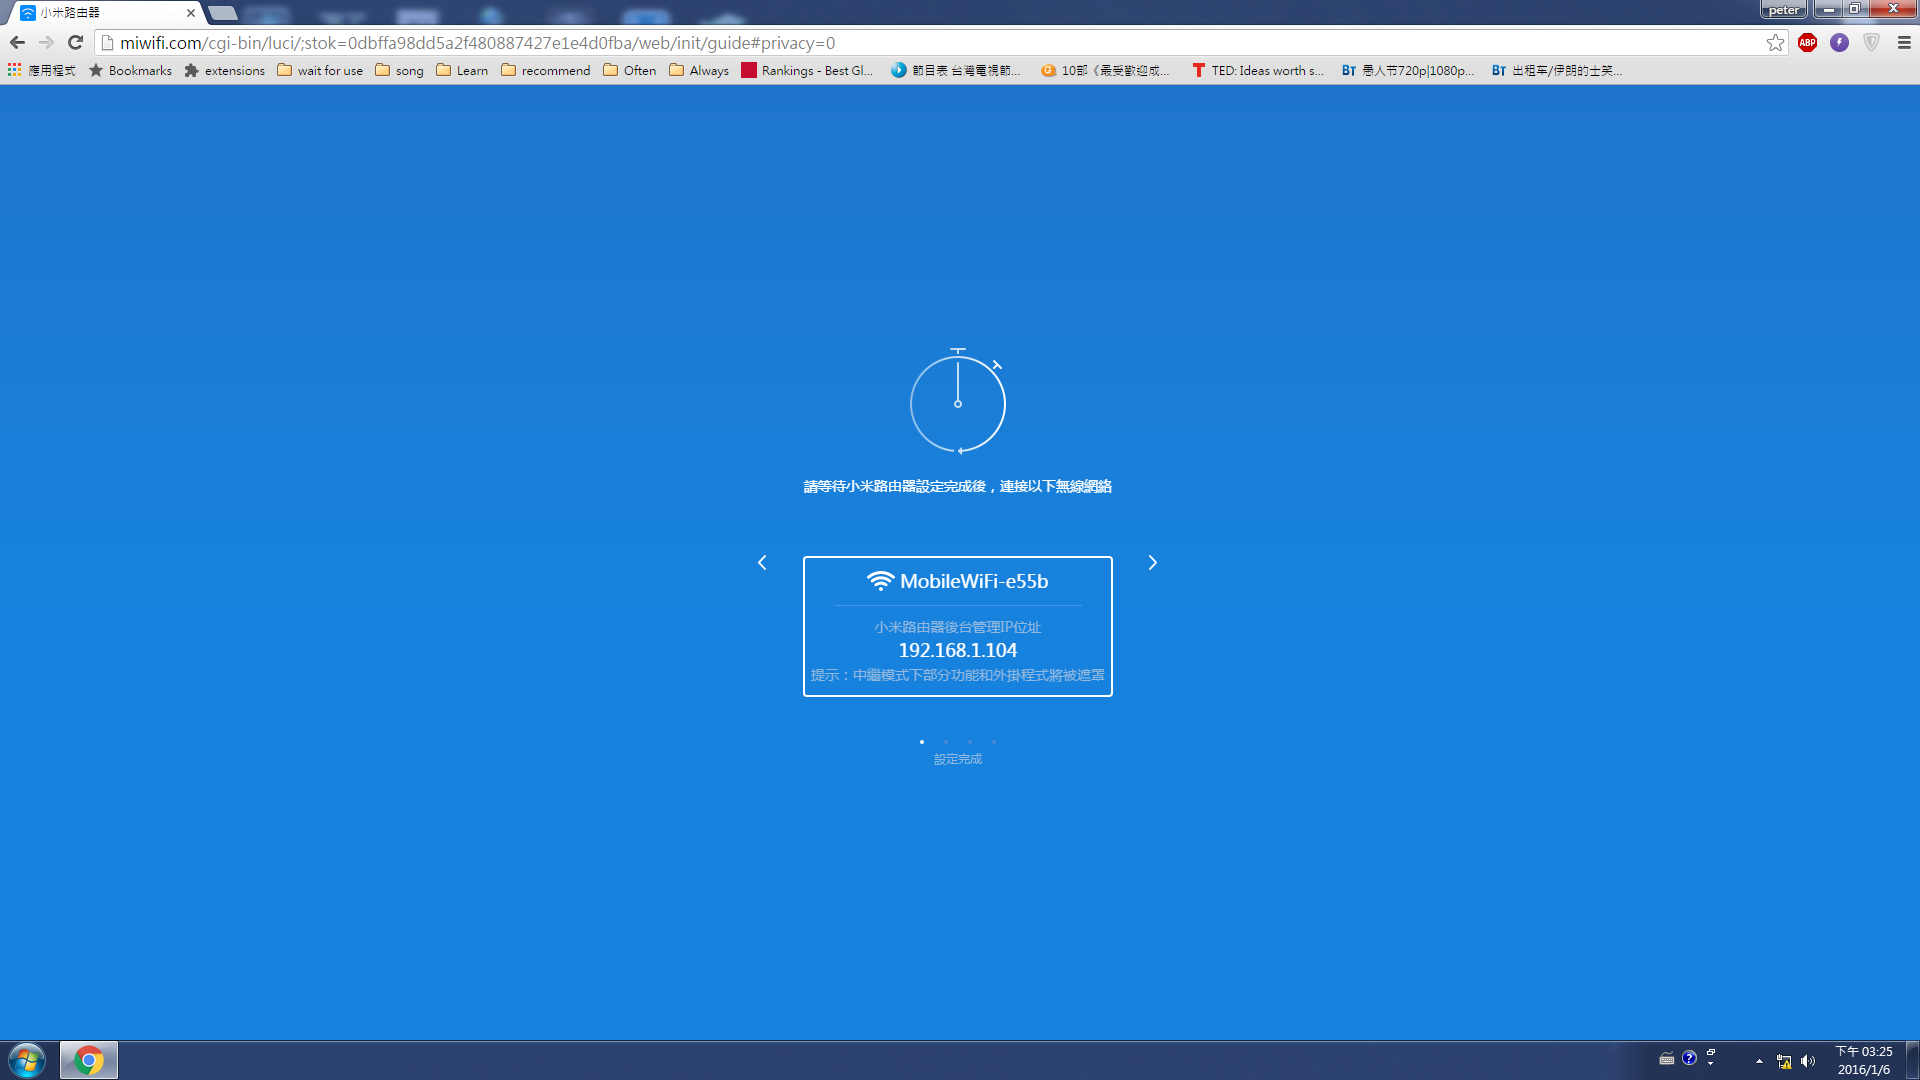 小米路由器
peter
miwifi.com/cgi-bin/luci/;stok=0dbffa98dd5a2f480887427e1e4d0fba/web/init/guide#privacy=0
ABP
應用程式 Bookmarks extensions wait for use song Learn recommend Often Always Rankings - Best Gl... 節目表 台灣電視節... 10部《最受歡迎成... TED: Ideas worth s... BT 愚人节720p|1080p... BT 出租车/伊朗的士笑...
請等待小米路由器設定完成後，連接以下無線網絡
MobileWiFi-e55b
小米路由器後台管理IP位址
192.168.1.104
提示：中繼模式下部分功能和外掛程式將被遮罩
設定完成
下午 03:25
2016/1/6